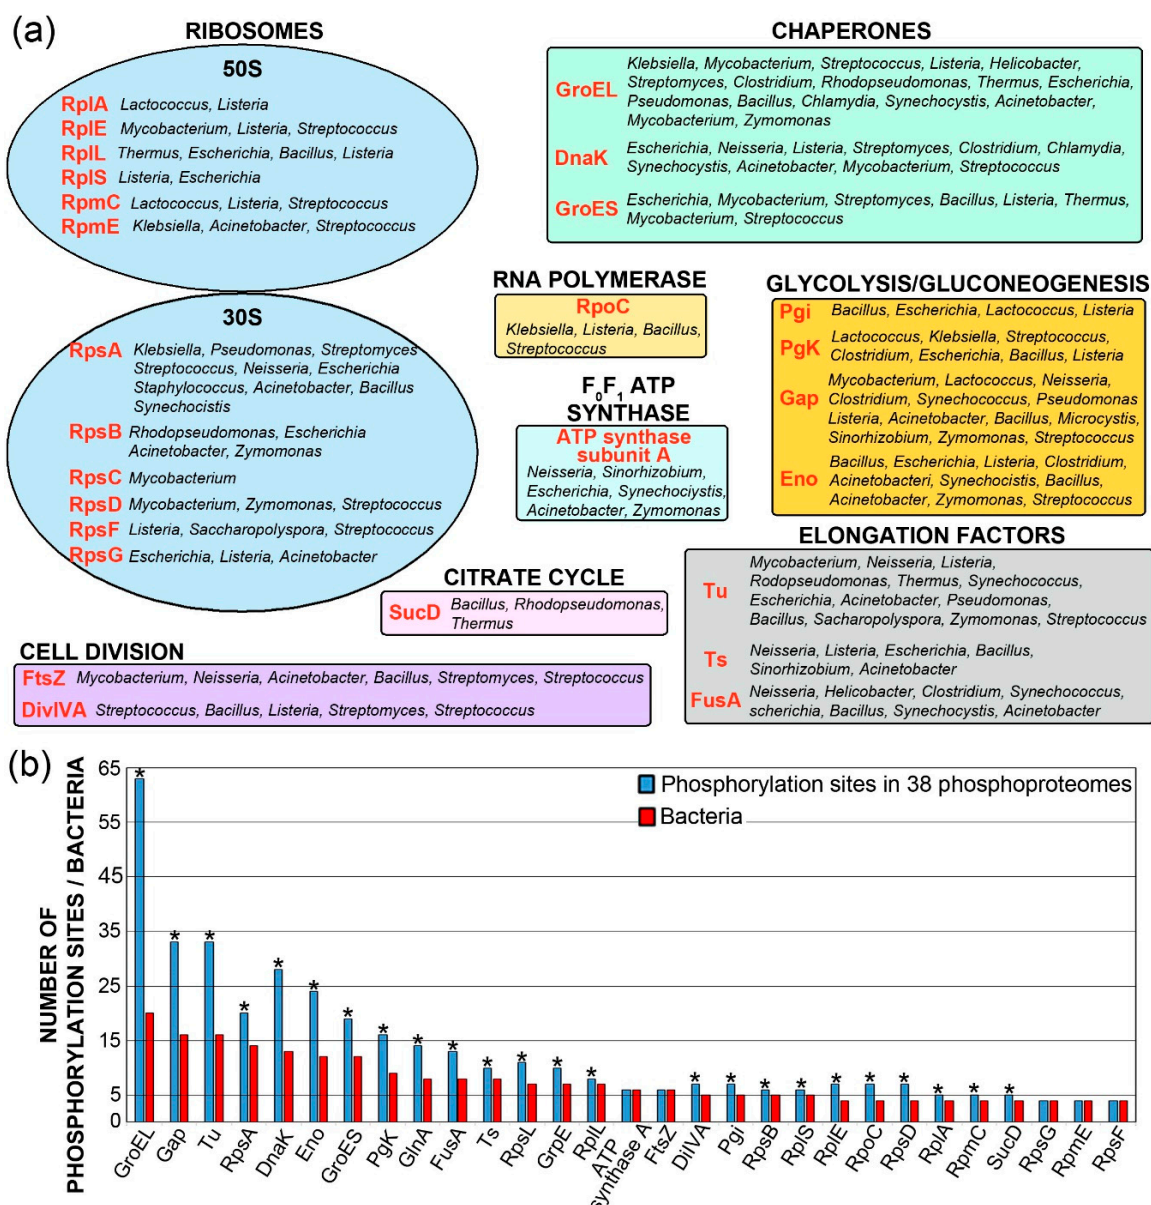 (a)
RIBOSOMES
50S
RplA Lactococcus, Listeria
RplE Mycobacterium, Listeria, Streptococcus
RplL Thermus, Escherichia, Bacillus, Listeria
RplS Listeria, Escherichia
RpmC Lactococcus, Listeria, Streptococcus
RpmE Klebsiella, Acinetobacter, Streptococcus
30S
RpsA Klebsiella, Pseudomonas, Streptomyces
Streptococcus, Neisseria, Escherichia
Staphylococcus, Acinetobacter, Bacillus
Synechocistis
RpsB Rhodopseudomonas, Escherichia
Acinetobacter, Zymomonas
RpsC Mycobacterium
RpsD Mycobacterium, Zymomonas, Streptococcus
RpsF Listeria, Saccharopolyspora, Streptococcus
RpsG Escherichia, Listeria, Acinetobacter
CHAPERONES
GroEL Klebsiella, Mycobacterium, Streptococcus, Listeria, Helicobacter,
Streptomyces, Clostridium, Rhodopseudomonas, Thermus, Escherichia,
Pseudomonas, Bacillus, Chlamydia, Synechocystis, Acinetobacter,
Mycobacterium, Zymomonas
DnaK Escherichia, Neisseria, Listeria, Streptomyces, Clostridium, Chlamydia,
Synechocystis, Acinetobacter, Mycobacterium, Streptococcus
GroES Escherichia, Mycobacterium, Streptomyces, Bacillus, Listeria, Thermus,
Mycobacterium, Streptococcus
RNA POLYMERASE
RpoC
Klebsiella, Listeria, Bacillus,
Streptococcus
GLYCOLYSIS/GLUCONEOGENESIS
Pgi Bacillus, Escherichia, Lactococcus, Listeria
PgK Lactococcus, Klebsiella, Streptococcus,
Clostridium, Escherichia, Bacillus, Listeria
Gap Mycobacterium, Lactococcus, Neisseria,
Clostridium, Synechococcus, Pseudomonas
Listeria, Acinetobacter, Bacillus, Microcystis,
Sinorhizobium, Zymomonas, Streptococcus
Eno Bacillus, Escherichia, Listeria, Clostridium,
Acinetobacteri, Synechocistis, Bacillus,
Acinetobacter, Zymomonas, Streptococcus
F0F1 ATP
SYNTHASE
ATP synthase
subunit A
Neisseria, Sinorhizobium,
Escherichia, Synechociystis,
Acinetobacter, Zymomonas
CITRATE CYCLE
SucD Bacillus, Rhodopseudomonas,
Thermus
ELONGATION FACTORS
Tu Mycobacterium, Neisseria, Listeria,
Rodopseudomonas, Thermus, Synechococcus,
Escherichia, Acinetobacter, Pseudomonas,
Bacillus, Sacharopolyspora, Zymomonas, Streptococcus
Ts Neisseria, Listeria, Escherichia, Bacillus,
Sinorhizobium, Acinetobacter
FusA Neisseria, Helicobacter, Clostridium, Synechococcus,
scherichia, Bacillus, Synechocystis, Acinetobacter
CELL DIVISION
FtsZ Mycobacterium, Neisseria, Acinetobacter, Bacillus, Streptomyces, Streptococcus
DivIVA Streptococcus, Bacillus, Listeria, Streptomyces, Streptococcus
(b)
NUMBER OF
PHOSPHORYLATION SITES / BACTERIA
65
55
45
35
25
15
5
0
Phosphorylation sites in 38 phosphoproteomes
Bacteria
* * * * * * * * * * * * * * * * * * * * * * * *
GroEL
Gap
Tu
RpsA
DnaK
Eno
GroES
PgK
GlnA
FusA
Ts
RpsL
GrpE
RplL
ATP
synthase A
FtsZ
DilVA
Pgi
RpsB
RplS
RplE
RpoC
RpsD
RplA
RpmC
SucD
RpsG
RpmE
RpsF